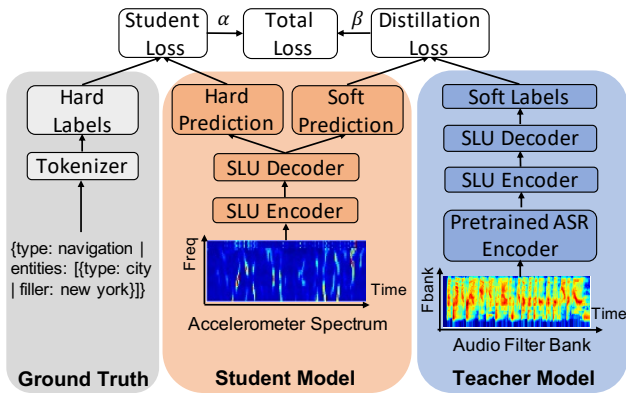 Student
Loss
α
Total
Loss
β
Distillation
Loss
Hard
Labels
Tokenizer
{type: navigation |
entities: [{type: city
| filler: new york}]}
Ground Truth
Hard
Prediction
Soft
Prediction
SLU Decoder
SLU Encoder
Freq
Time
Accelerometer Spectrum
Student Model
Soft Labels
SLU Decoder
SLU Encoder
Pretrained ASR
Encoder
Fbank
Time
Audio Filter Bank
Teacher Model